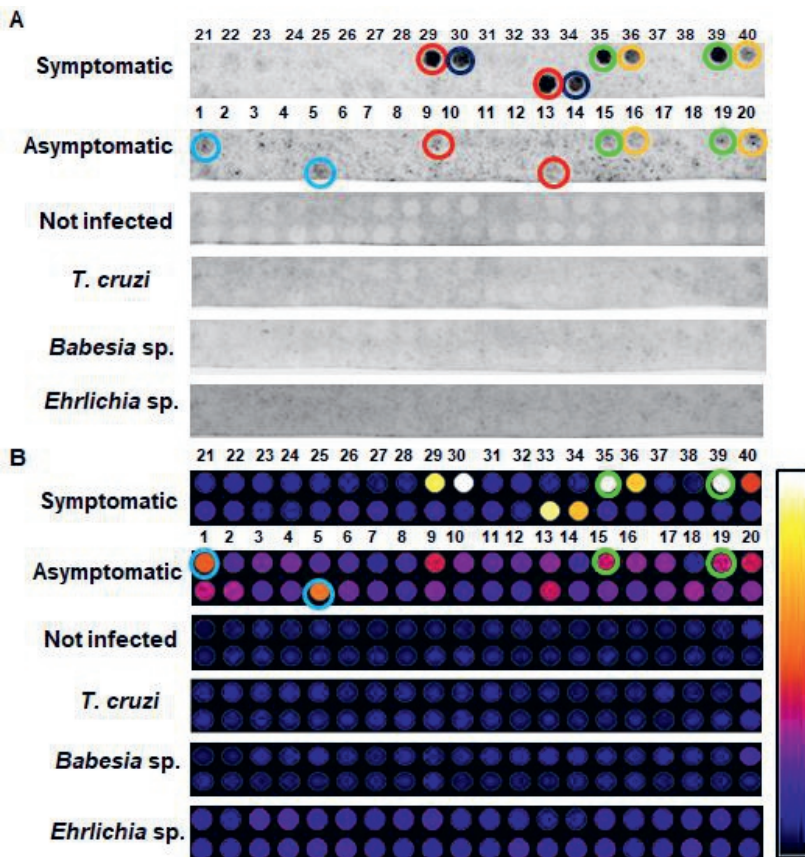 A
21 22 23 24 25 26 27 28 29 30 31 32 33 34 35 36 37 38 39 40
Symptomatic
1 2 3 4 5 6 7 8 9 10 11 12 13 14 15 16 17 18 19 20
Asymptomatic
Not infected
T. cruzi
Babesia sp.
Ehrlichia sp.
B
21 22 23 24 25 26 27 28 29 30 31 32 33 34 35 36 37 38 39 40
Symptomatic
1 2 3 4 5 6 7 8 9 10 11 12 13 14 15 16 17 18 19 20
Asymptomatic
Not infected
T. cruzi
Babesia sp.
Ehrlichia sp.